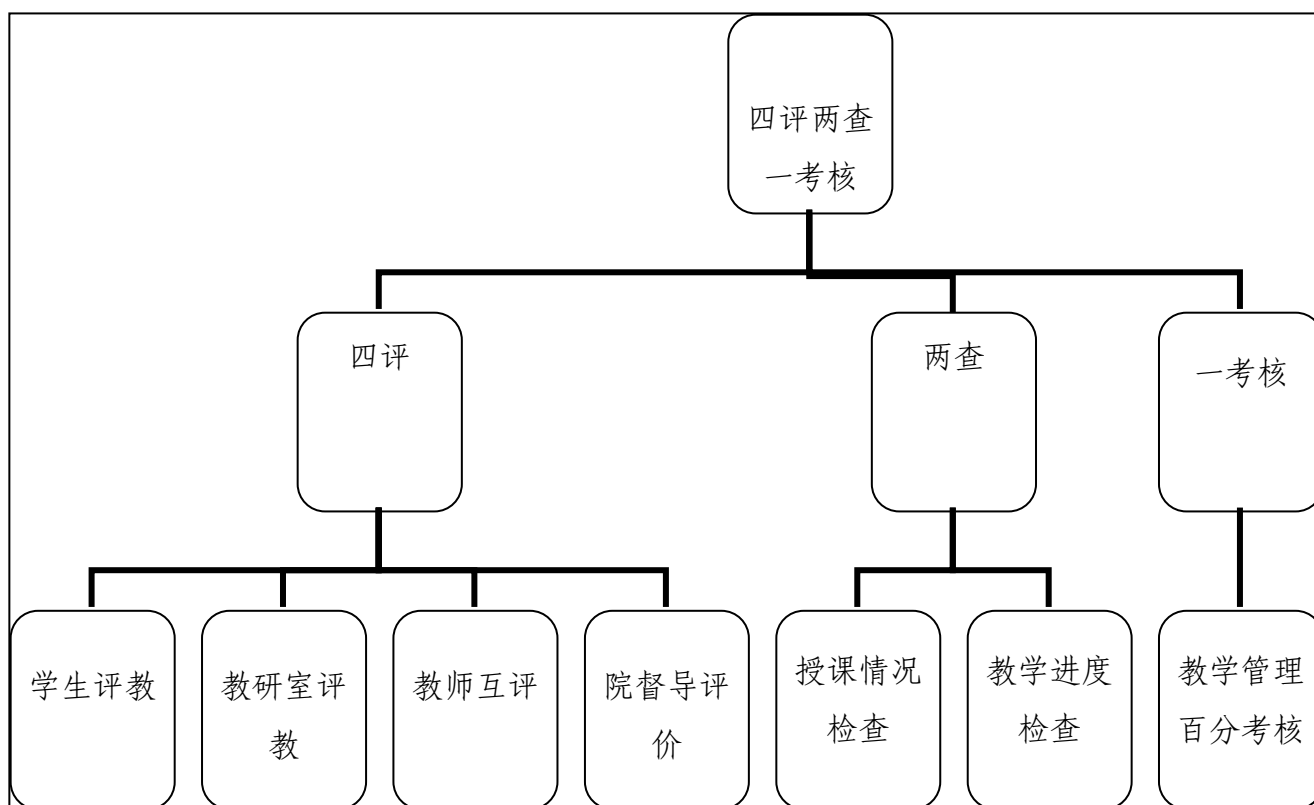 四评两查
一考核
四评
两查
一考核
学生评教
教研室评
教
教师互评
院督导评
价
授课情况
检查
教学进度
检查
教学管理
百分考核